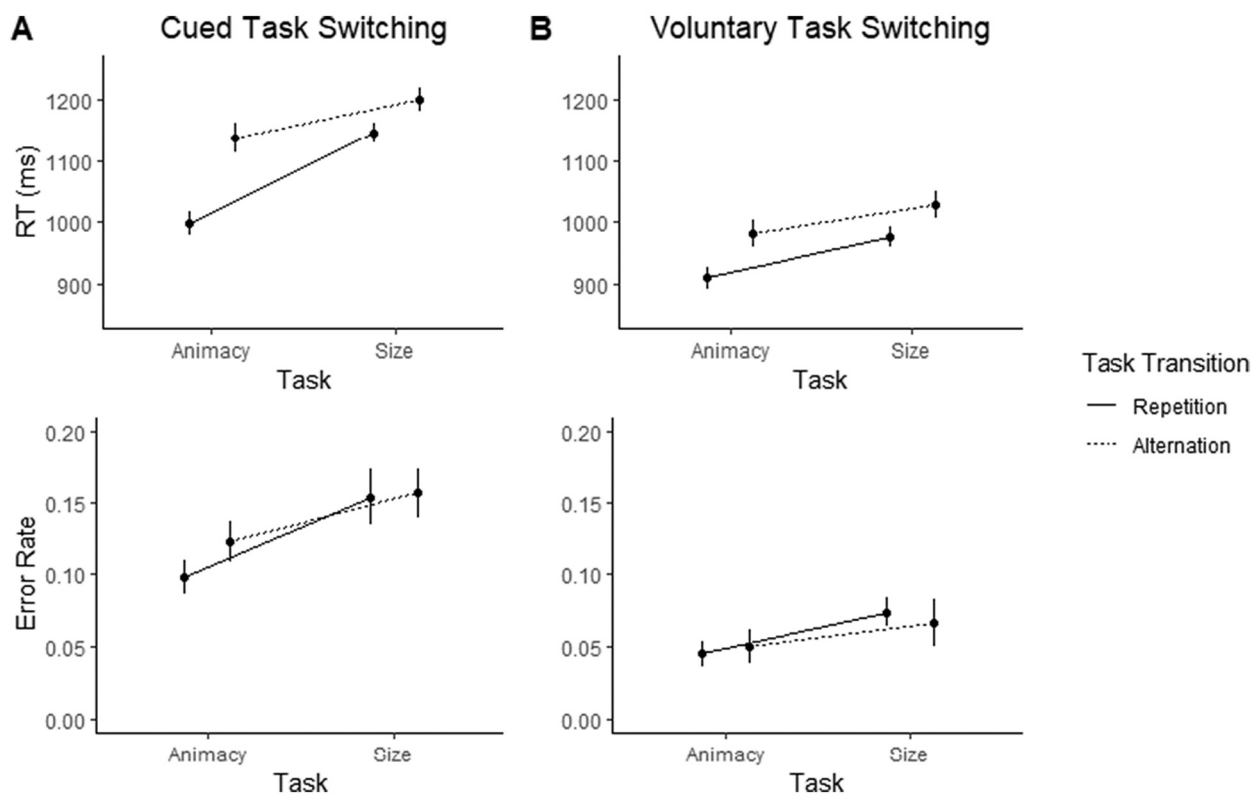 A Cued Task Switching
B Voluntary Task Switching
RT (ms)
1200
1100
1000
900
Animacy Size
Task
1200
1100
1000
900
Animacy Size
Task
Task Transition
Repetition
Alternation
Error Rate
0.20
0.15
0.10
0.05
0.00
Animacy Size
Task
0.20
0.15
0.10
0.05
0.00
Animacy Size
Task